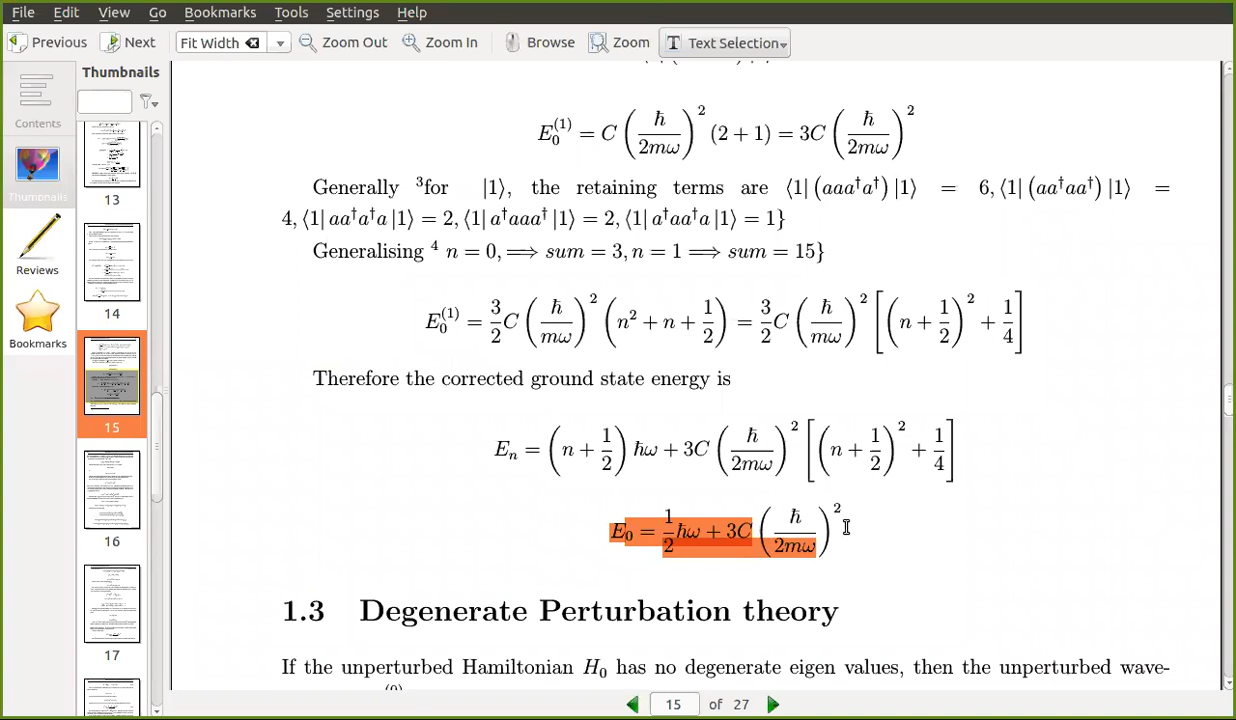 File Edit View Go Bookmarks Tools Settings Help
Previous Next Fit Width Zoom Out Zoom In Browse Zoom Text Selection
Thumbnails
Contents
Thumbnails
Reviews
Bookmarks
13
14
15
16
17
E₀⁽¹⁾ = C (ħ/2mω)² (2 + 1) = 3C (ħ/2mω)²
Generally ³for |1⟩, the retaining terms are ⟨1| (aaa†a†) |1⟩ = 6, ⟨1| (aa†aa†) |1⟩ =
4, ⟨1| aa†a†a |1⟩ = 2, ⟨1| a†aaa† |1⟩ = 2, ⟨1| a†aa†a |1⟩ = 1}
Generalising ⁴ n = 0, ⟹ sum = 3, n = 1 ⟹ sum = 15}
E₀⁽¹⁾ = 3/2 C (ħ/mω)² (n² + n + 1/2) = 3/2 C (ħ/mω)² [(n + 1/2)² + 1/4]
Therefore the corrected ground state energy is
Eₙ = (n + 1/2) ħω + 3C (ħ/2mω)² [(n + 1/2)² + 1/4]
E₀ = 1/2 ħω + 3C (ħ/2mω)²
1.3 Degenerate Perturbation theory
If the unperturbed Hamiltonian H₀ has no degenerate eigen values, then the unperturbed wave-
15 of 27